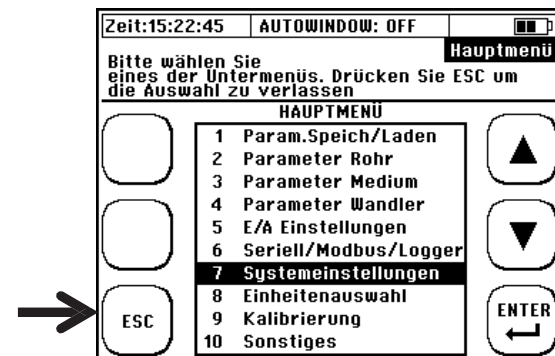 Zeit:15:22:45 AUTOWINDOW: OFF
Hauptmenü
Bitte wählen Sie
eines der Untermenüs. Drücken Sie ESC um
die Auswahl zu verlassen
HAUPTMENÜ
1 Param.Speich/Laden
2 Parameter Rohr
3 Parameter Medium
4 Parameter Wandler
5 E/A Einstellungen
6 Seriell/Modbus/Logger
7 Systemeinstellungen
8 Einheitenauswahl
9 Kalibrierung
10 Sonstiges
ESC
ENTER